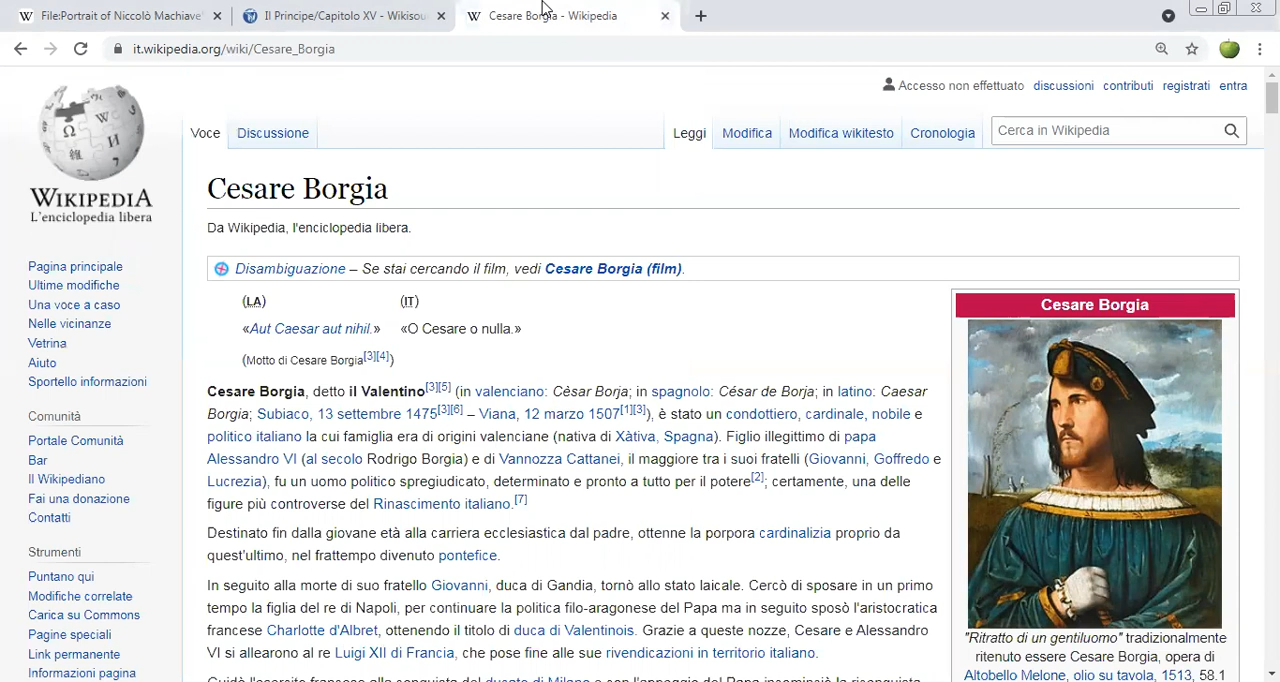 File:Portrait of Niccolò Machiave
Il Principe/Capitolo XV - Wikisou
Cesare Borgia - Wikipedia
it.wikipedia.org/wiki/Cesare_Borgia
Accesso non effettuato discussioni contributi registrati entra
Voce Discussione Leggi Modifica Modifica wikitesto Cronologia Cerca in Wikipedia
WIKIPEDIA
L'enciclopedia libera
Pagina principale
Ultime modifiche
Una voce a caso
Nelle vicinanze
Vetrina
Aiuto
Sportello informazioni
Comunità
Portale Comunità
Bar
Il Wikipediano
Fai una donazione
Contatti
Strumenti
Puntano qui
Modifiche correlate
Carica su Commons
Pagine speciali
Link permanente
Informazioni pagina
Cesare Borgia
Da Wikipedia, l'enciclopedia libera.
Disambiguazione – Se stai cercando il film, vedi Cesare Borgia (film).
(LA) (IT)
«Aut Caesar aut nihil.» «O Cesare o nulla.»
(Motto di Cesare Borgia[3][4])
Cesare Borgia, detto il Valentino[3][5] (in valenciano: Cèsar Borja; in spagnolo: César de Borja; in latino: Caesar
Borgia; Subiaco, 13 settembre 1475[3][6] – Viana, 12 marzo 1507[1][3]), è stato un condottiero, cardinale, nobile e
politico italiano la cui famiglia era di origini valenciane (nativa di Xàtiva, Spagna). Figlio illegittimo di papa
Alessandro VI (al secolo Rodrigo Borgia) e di Vannozza Cattanei, il maggiore tra i suoi fratelli (Giovanni, Goffredo e
Lucrezia), fu un uomo politico spregiudicato, determinato e pronto a tutto per il potere[2]; certamente, una delle
figure più controverse del Rinascimento italiano.[7]
Destinato fin dalla giovane età alla carriera ecclesiastica dal padre, ottenne la porpora cardinalizia proprio da
quest'ultimo, nel frattempo divenuto pontefice.
In seguito alla morte di suo fratello Giovanni, duca di Gandia, tornò allo stato laicale. Cercò di sposare in un primo
tempo la figlia del re di Napoli, per continuare la politica filo-aragonese del Papa ma in seguito sposò l'aristocratica
francese Charlotte d'Albret, ottenendo il titolo di duca di Valentinois. Grazie a queste nozze, Cesare e Alessandro
VI si allearono al re Luigi XII di Francia, che pose fine alle sue rivendicazioni in territorio italiano.
Guidò l'esercito francese alla conquista del ducato di Milano e con l'appoggio del Papa incominciò la riconquista
Cesare Borgia
"Ritratto di un gentiluomo" tradizionalmente
ritenuto essere Cesare Borgia, opera di
Altobello Melone, olio su tavola, 1513, 58.1